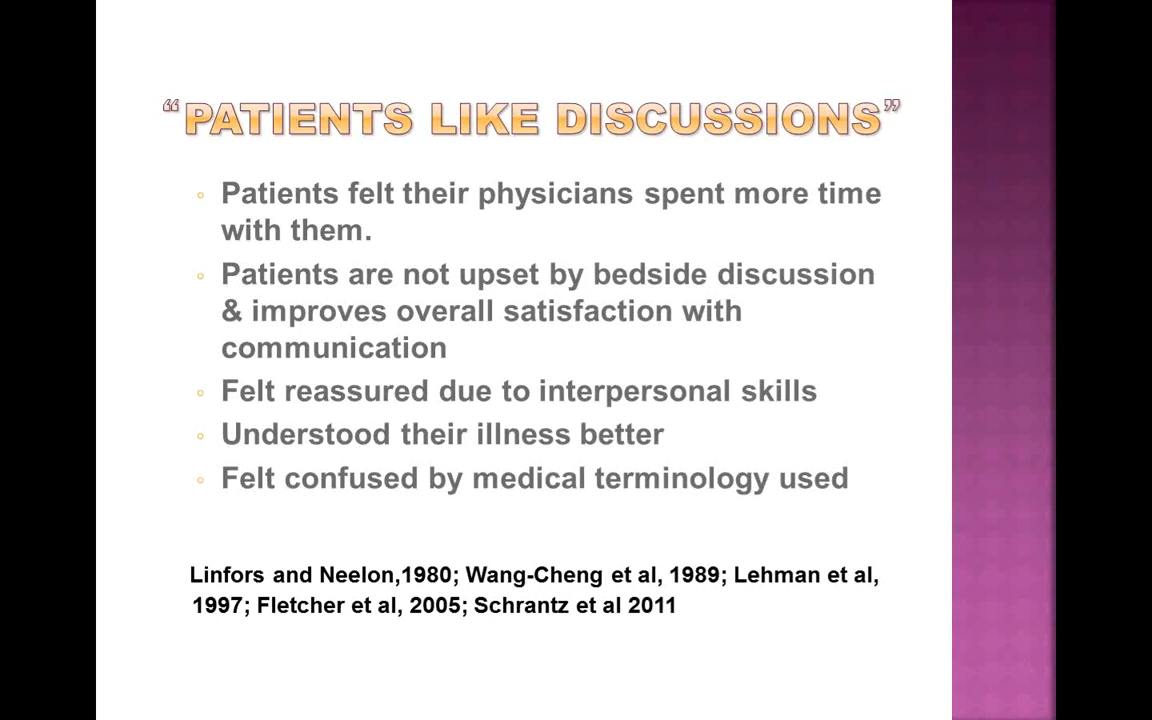 “PATIENTS LIKE DISCUSSIONS”
◦ Patients felt their physicians spent more time
with them.
◦ Patients are not upset by bedside discussion
& improves overall satisfaction with
communication
◦ Felt reassured due to interpersonal skills
◦ Understood their illness better
◦ Felt confused by medical terminology used
Linfors and Neelon,1980; Wang-Cheng et al, 1989; Lehman et al,
1997; Fletcher et al, 2005; Schrantz et al 2011